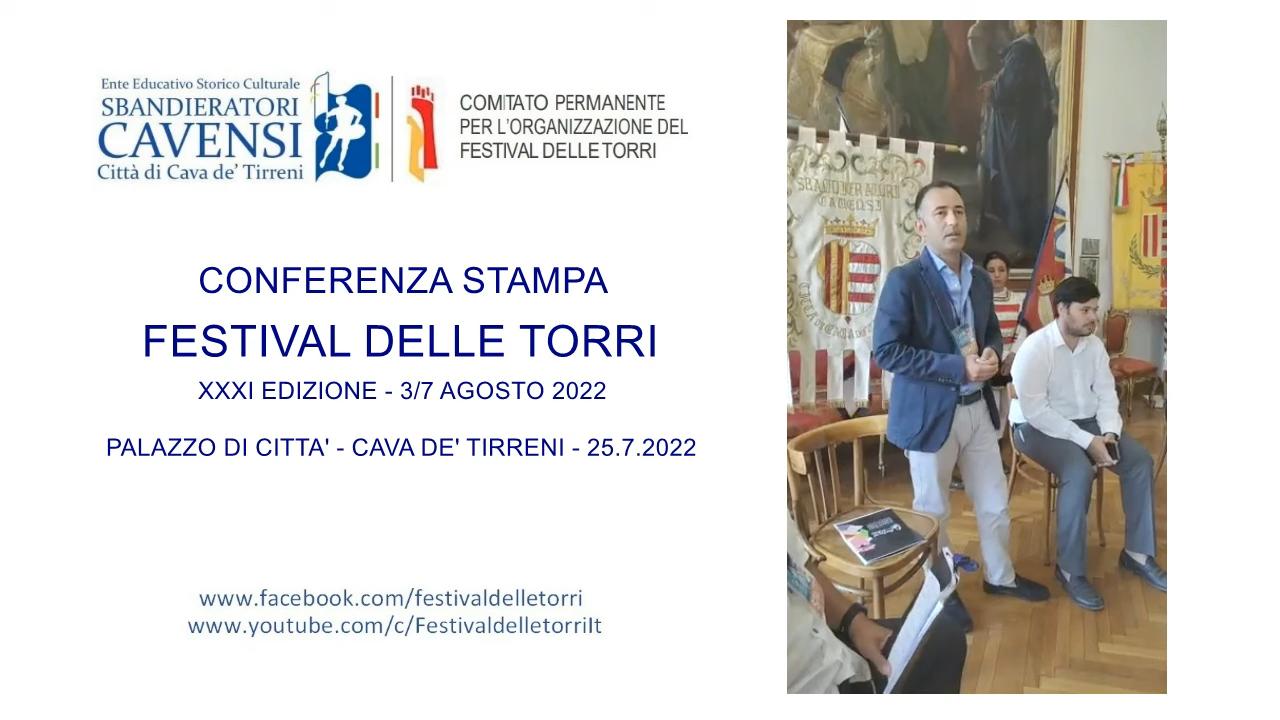 Ente Educativo Storico Culturale
SBANDIERATORI
CAVENSI
Città di Cava de' Tirreni
COMITATO PERMANENTE
PER L'ORGANIZZAZIONE DEL
FESTIVAL DELLE TORRI
CONFERENZA STAMPA
FESTIVAL DELLE TORRI
XXXI EDIZIONE - 3/7 AGOSTO 2022
PALAZZO DI CITTA' - CAVA DE' TIRRENI - 25.7.2022
www.facebook.com/festivaldelletorri
www.youtube.com/c/FestivaldelletorriIt
SBANDIERATORI
CAVENSI